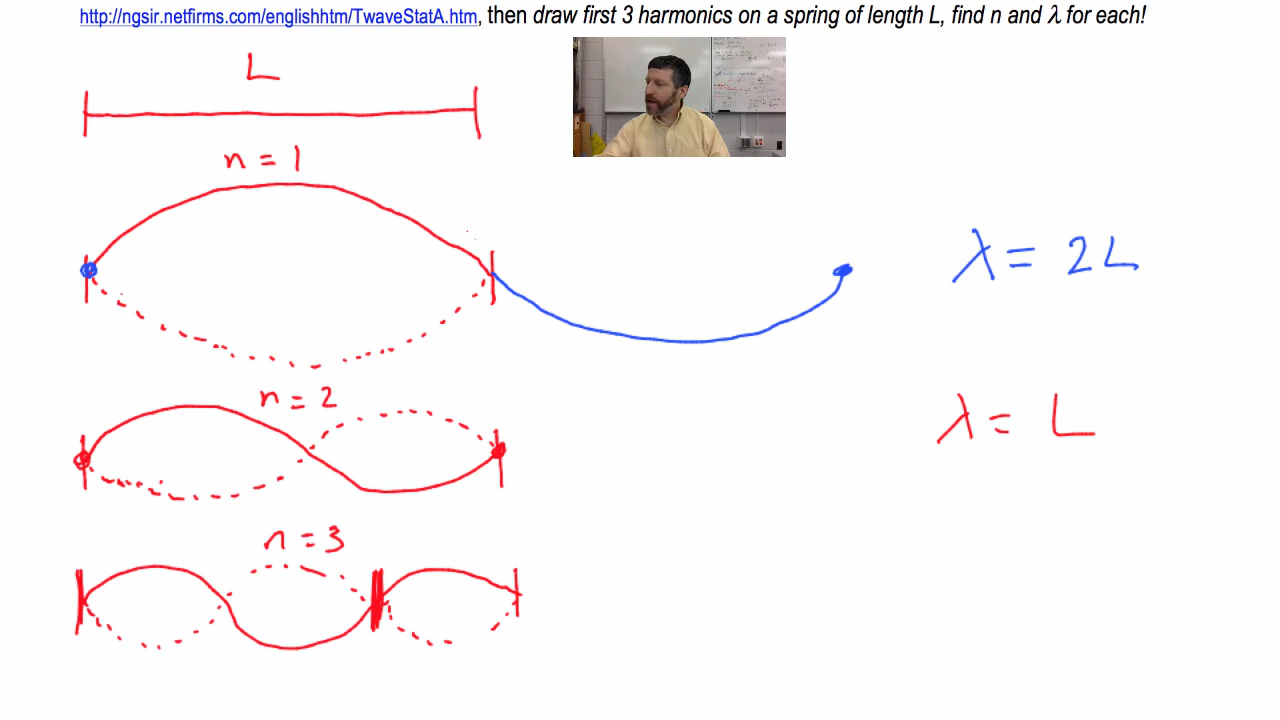 http://ngsir.netfirms.com/englishhtm/TwaveStatA.htm, then draw first 3 harmonics on a spring of length L, find n and λ for each!
L
n = 1
λ = 2L
n = 2
λ = L
n = 3